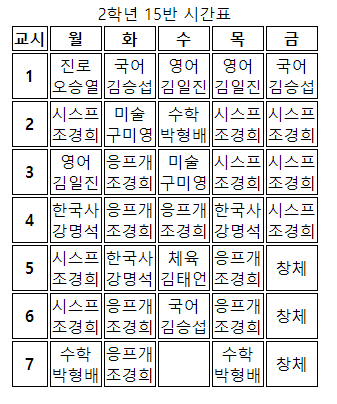 2학년 15반 시간표
교시 월 화 수 목 금
1 진로 국어 영어 영어 국어
오승열 김승섭 김일진 김일진 김승섭
2 시스프 미술 수학 시스프 시스프
조경희 구미영 박형배 조경희 조경희
3 영어 응프개 미술 시스프 시스프
김일진 조경희 구미영 조경희 조경희
4 한국사 응프개 응프개 한국사 시스프
강명석 조경희 조경희 강명석 조경희
5 시스프 한국사 체육 응프개 창체
조경희 강명석 김태언 조경희
6 시스프 응프개 국어 응프개 창체
조경희 조경희 김승섭 조경희
7 수학 응프개 수학 창체
박형배 조경희 박형배